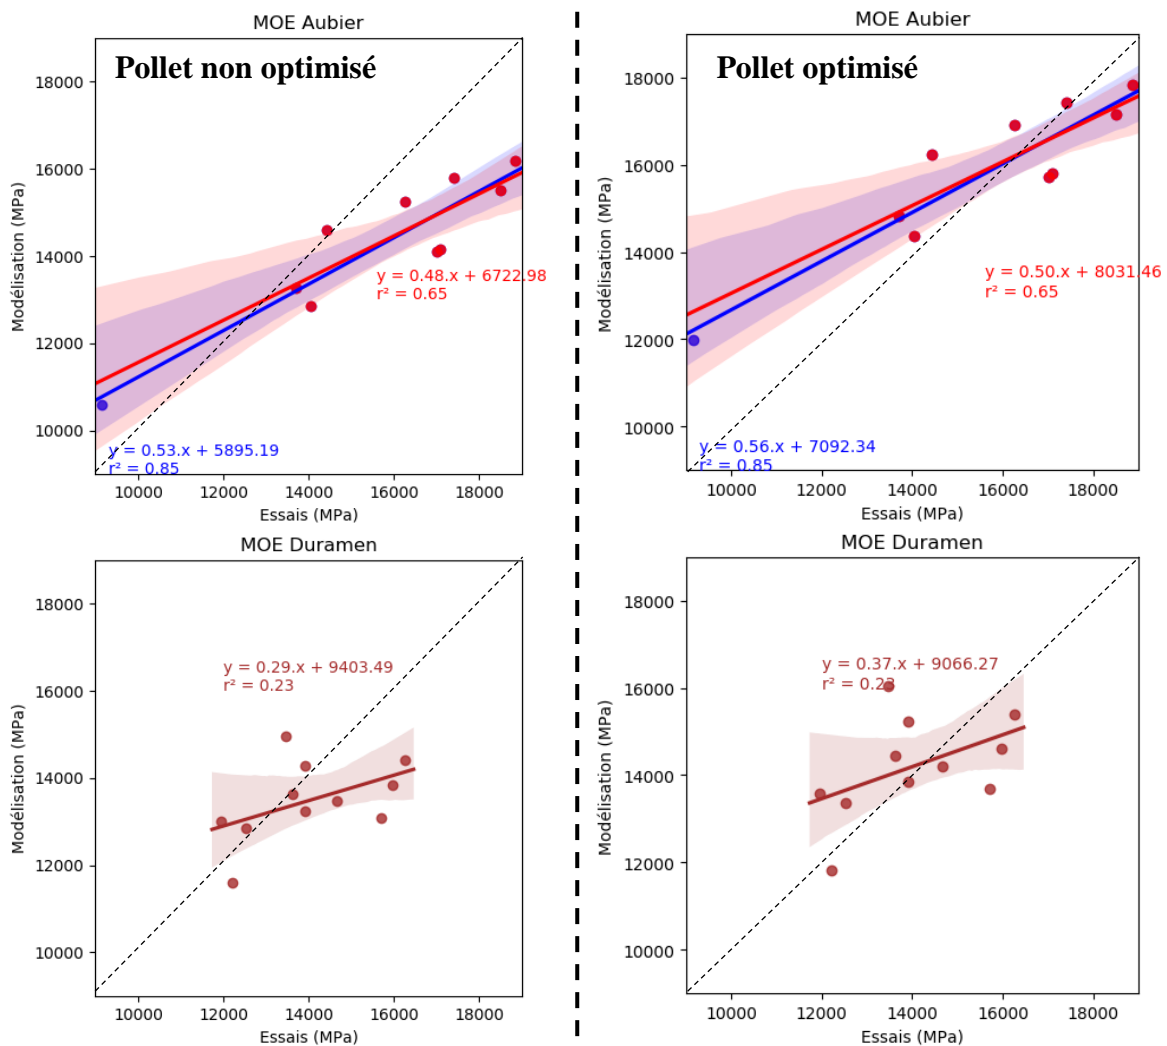 MOE Aubier
Pollet non optimisé
18000
16000
14000
12000
10000
Modélisation (MPa)
y = 0.48.x + 6722.98
r² = 0.65
y = 0.53.x + 5895.19
r² = 0.85
10000 12000 14000 16000 18000
Essais (MPa)
MOE Aubier
Pollet optimisé
18000
16000
14000
12000
10000
Modélisation (MPa)
y = 0.50.x + 8031.46
r² = 0.65
y = 0.56.x + 7092.34
r² = 0.85
10000 12000 14000 16000 18000
Essais (MPa)
MOE Duramen
18000
16000
14000
12000
10000
Modélisation (MPa)
y = 0.29.x + 9403.49
r² = 0.23
10000 12000 14000 16000 18000
Essais (MPa)
MOE Duramen
18000
16000
14000
12000
10000
Modélisation (MPa)
y = 0.37.x + 9066.27
r² = 0.23
10000 12000 14000 16000 18000
Essais (MPa)